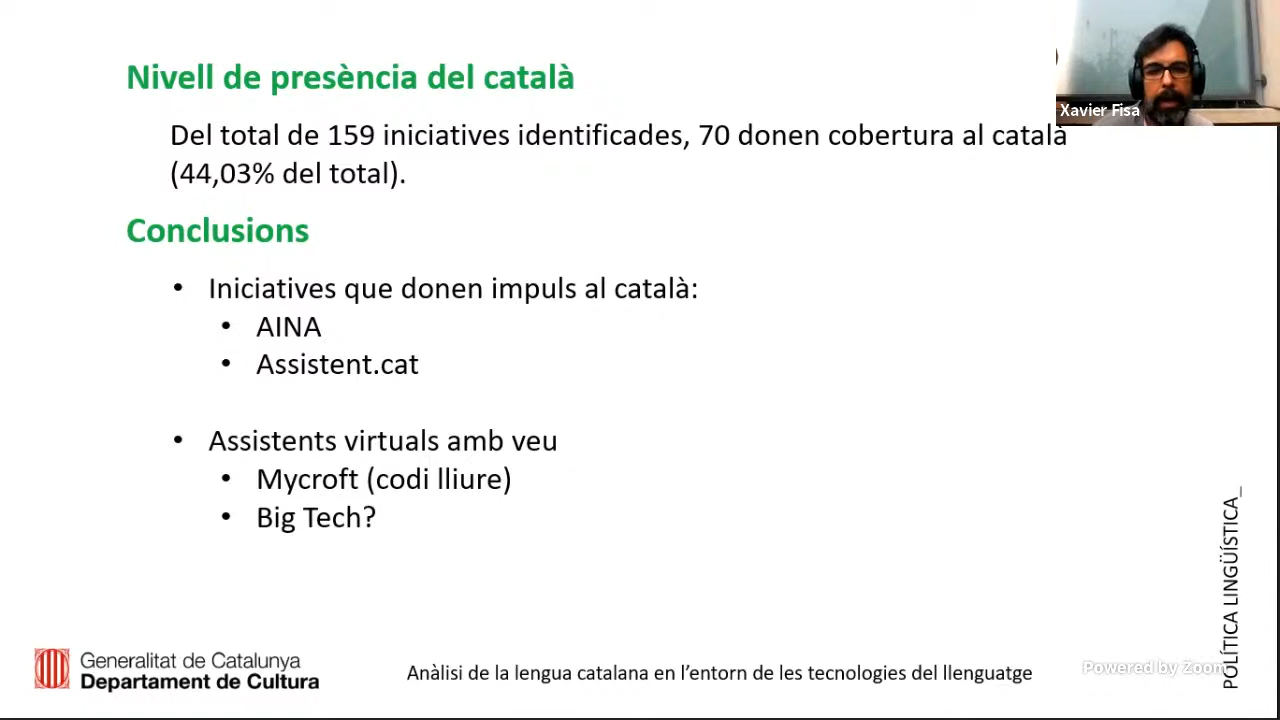 Nivell de presència del català
Xavier Fisa
Del total de 159 iniciatives identificades, 70 donen cobertura al català
(44,03% del total).
Conclusions
• Iniciatives que donen impuls al català:
• AINA
• Assistent.cat
• Assistents virtuals amb veu
• Mycroft (codi lliure)
• Big Tech?
POLÍTICA LINGÜÍSTICA_
Generalitat de Catalunya
Departament de Cultura
Anàlisi de la lengua catalana en l’entorn de les tecnologies del llenguatge
Powered by Zoom